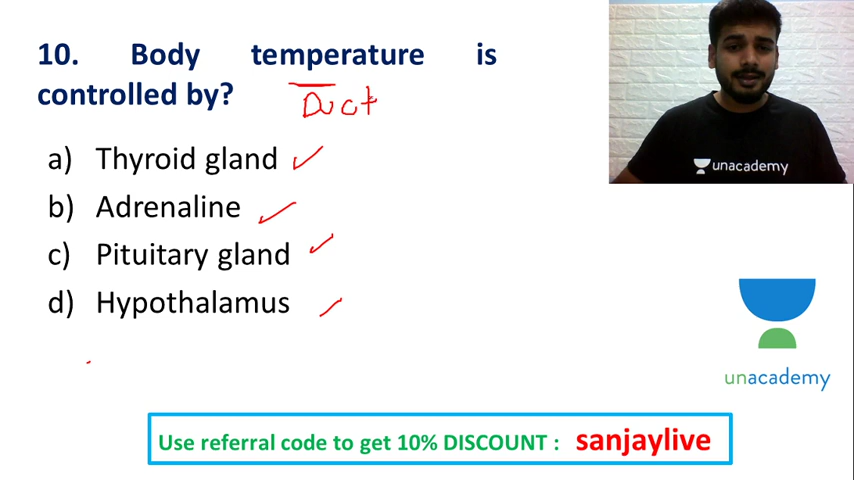 10. Body temperature is
controlled by?
Duct
a) Thyroid gland
b) Adrenaline
c) Pituitary gland
d) Hypothalamus
unacademy
unacademy
Use referral code to get 10% DISCOUNT : sanjaylive